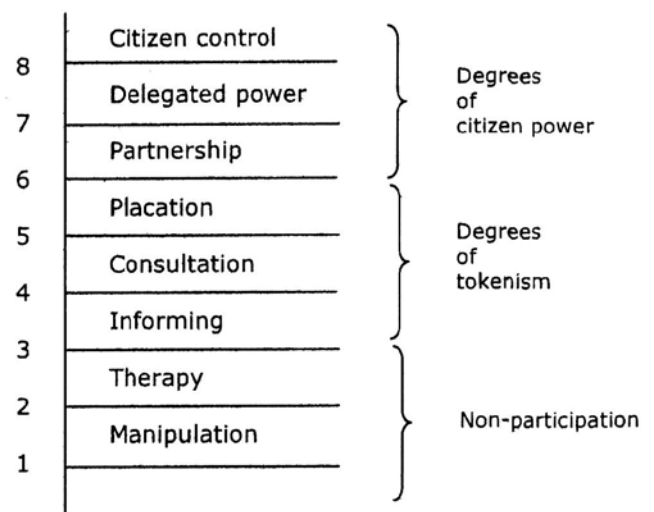 Citizen control
8
Delegated power
7
Partnership
6
Degrees
of
citizen power
Placation
5
Consultation
4
Informing
3
Degrees
of
tokenism
Therapy
2
Manipulation
1
Non-participation